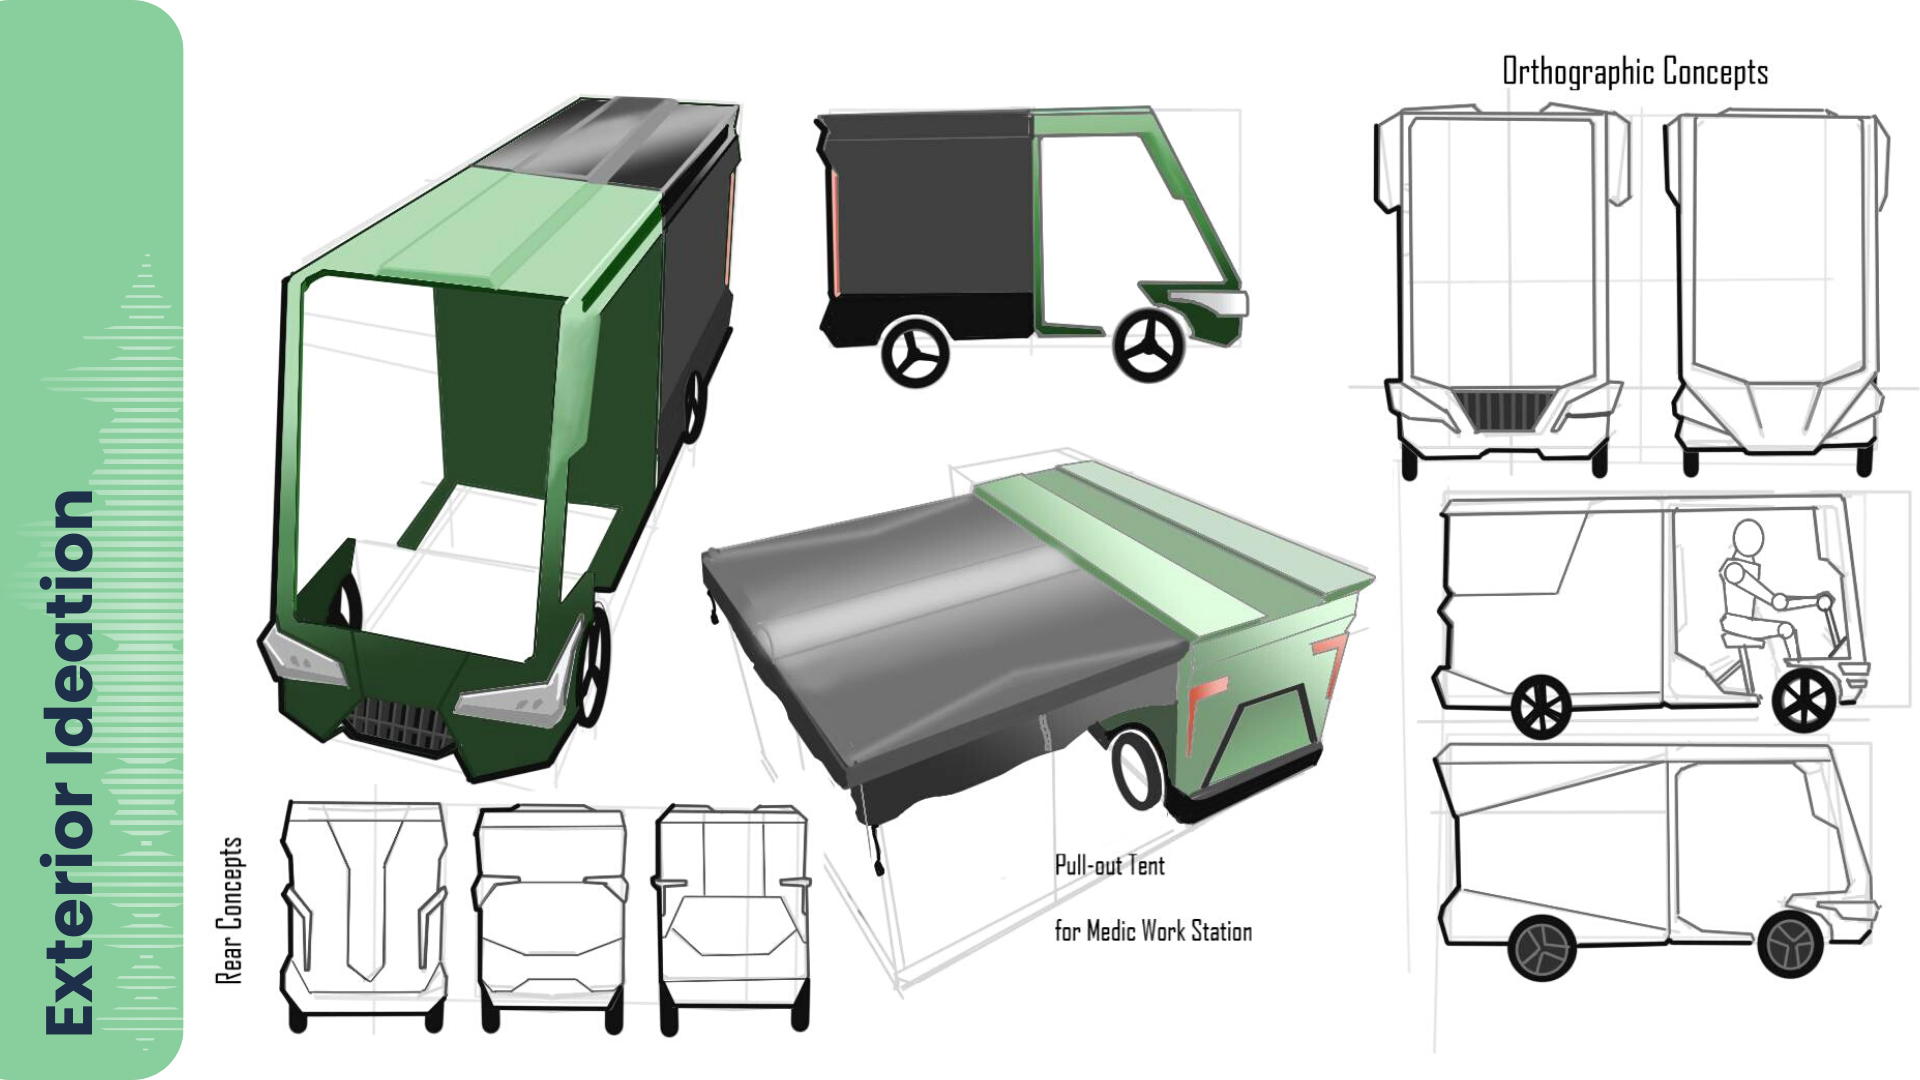 Exterior Ideation
Orthographic Concepts
Rear Concepts
Pull-out Tent
for Medic Work Station